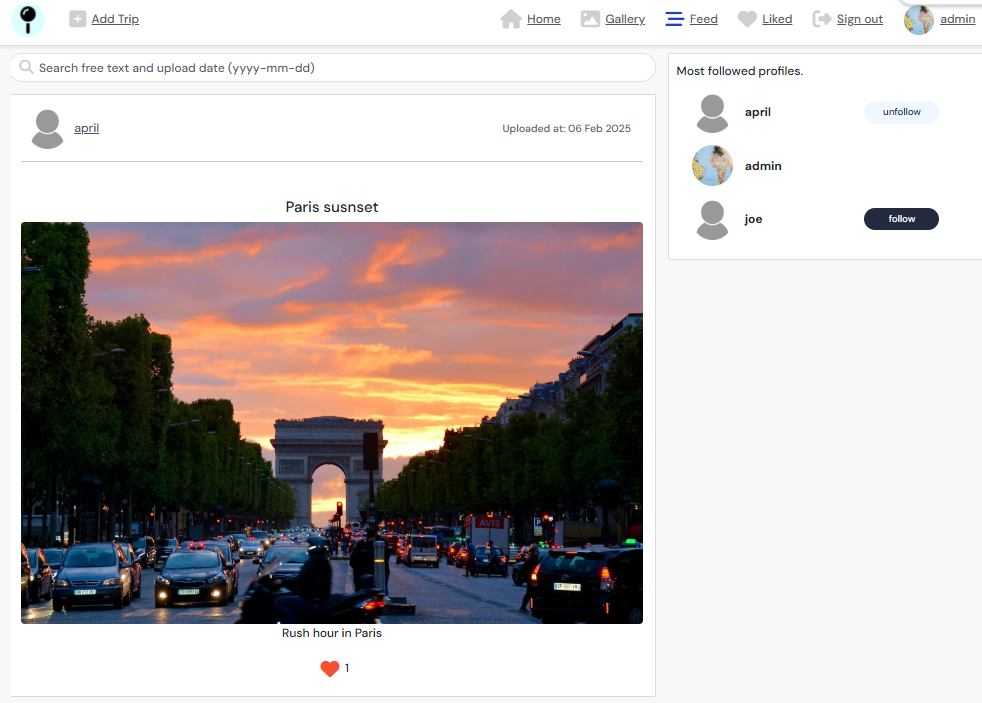 Add Trip
Home
Gallery
Feed
Liked
Sign out
admin
Search free text and upload date (yyyy-mm-dd)
april
Uploaded at: 06 Feb 2025
Paris susnset
AVIS
P
Rush hour in Paris
1
Most followed profiles.
april
unfollow
admin
joe
follow